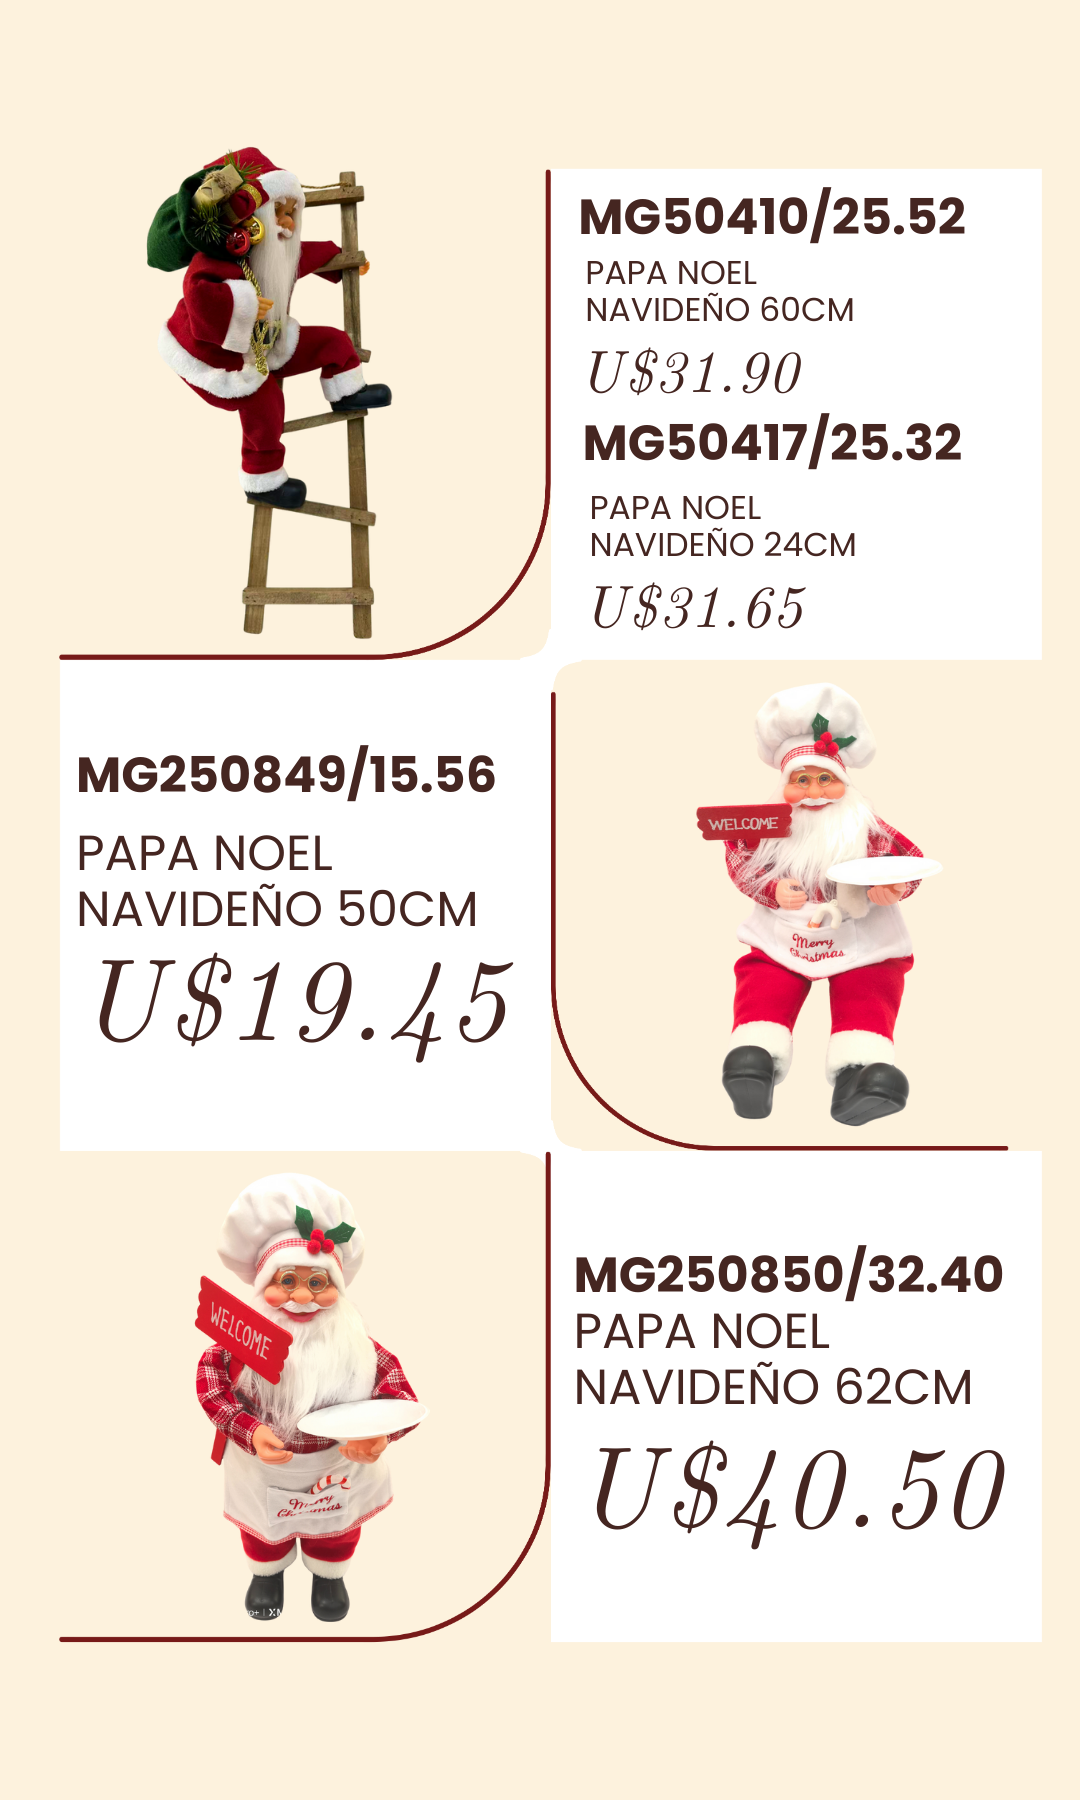 MG50410/25.52
PAPA NOEL
NAVIDEÑO 60CM
U$31.90
MG50417/25.32
PAPA NOEL
NAVIDEÑO 24CM
U$31.65
MG250849/15.56
PAPA NOEL
NAVIDEÑO 50CM
U$19.45
WELCOME
Merry
Christmas
WELCOME
Merry
Christmas
MG250850/32.40
PAPA NOEL
NAVIDEÑO 62CM
U$40.50